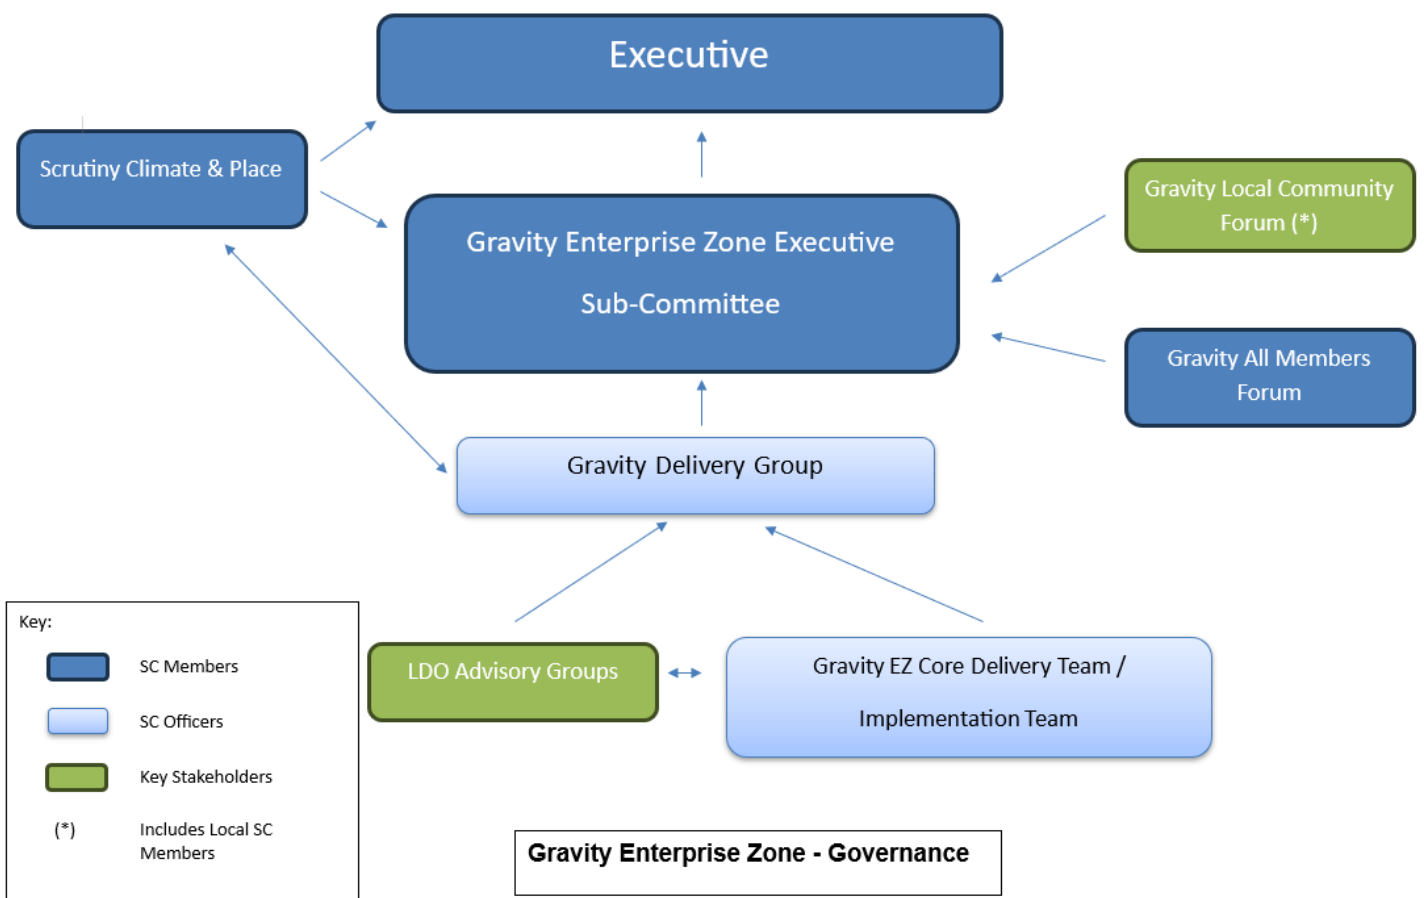 Executive
Scrutiny Climate & Place
Gravity Local Community
Forum (*)
Gravity Enterprise Zone Executive
Sub-Committee
Gravity All Members
Forum
Gravity Delivery Group
LDO Advisory Groups
Gravity EZ Core Delivery Team /
Implementation Team
Key:
SC Members
SC Officers
Key Stakeholders
(*) Includes Local SC
Members
Gravity Enterprise Zone - Governance